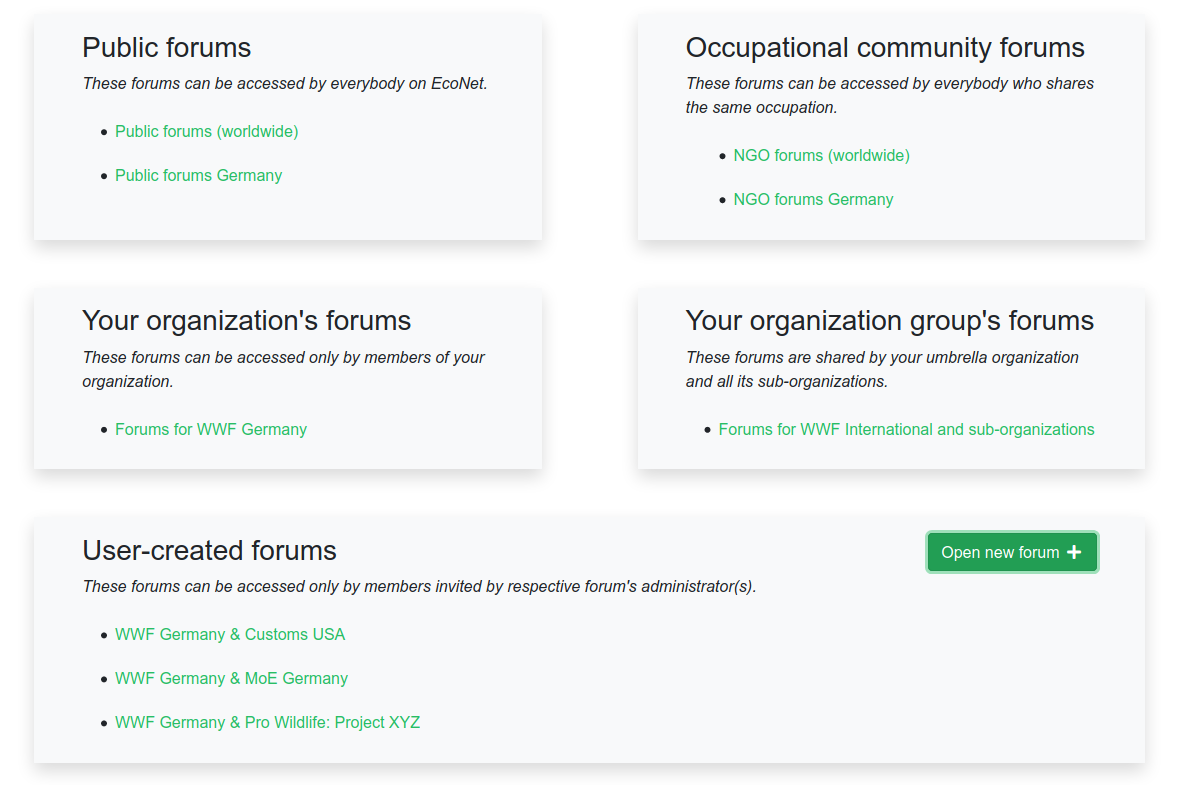 Public forums
These forums can be accessed by everybody on EcoNet.
Public forums (worldwide)
Public forums Germany
Occupational community forums
These forums can be accessed by everybody who shares
the same occupation.
NGO forums (worldwide)
NGO forums Germany
Your organization's forums
These forums can be accessed only by members of your
organization.
Forums for WWF Germany
Your organization group's forums
These forums are shared by your umbrella organization
and all its sub-organizations.
Forums for WWF International and sub-organizations
User-created forums
Open new forum
These forums can be accessed only by members invited by respective forum's administrator(s).
WWF Germany & Customs USA
WWF Germany & MoE Germany
WWF Germany & Pro Wildlife: Project XYZ